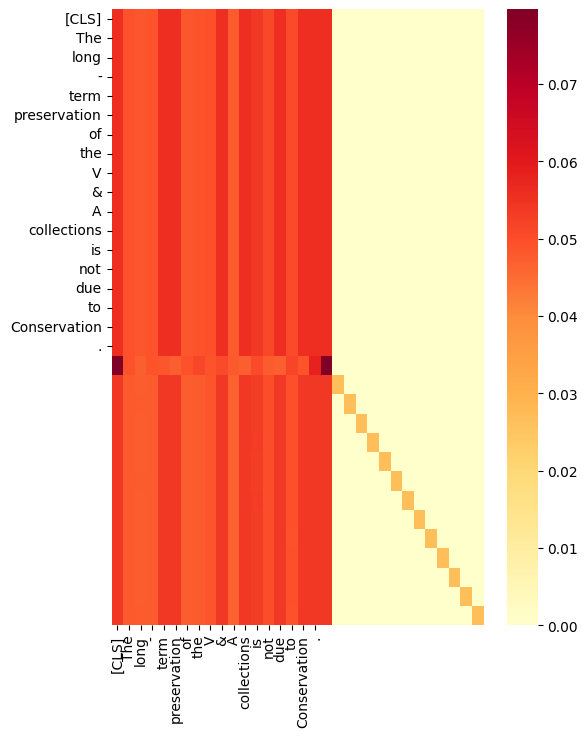 [CLS]
The
long
-
term
preservation
of
the
V
&
A
collections
is
not
due
to
Conservation
.
0.07
0.06
0.05
0.04
0.03
0.02
0.01
0.00
[CLS]
The
long
-
term
preservation
of
the
V
&
A
collections
is
not
due
to
Conservation
.